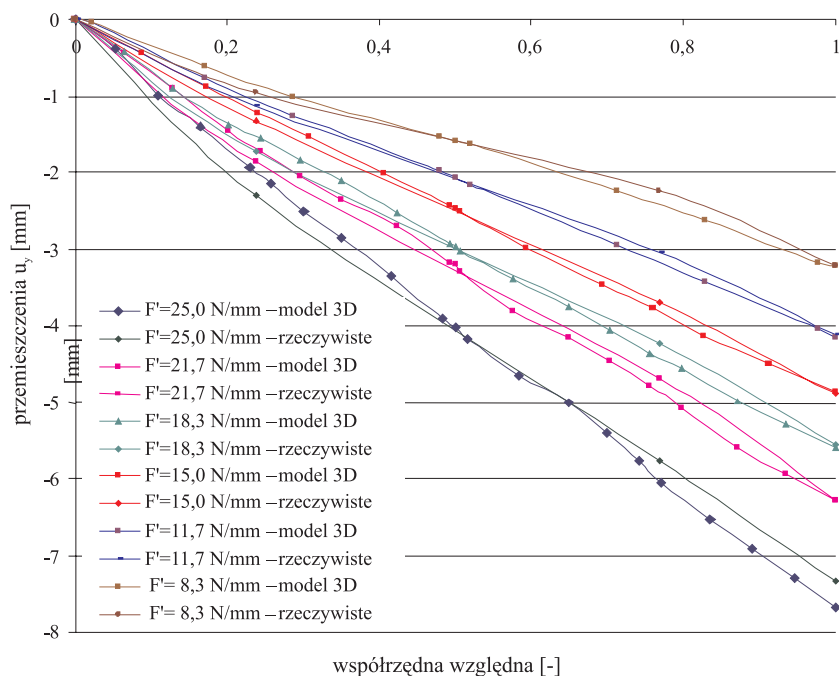 0
0 0,2 0,4 0,6 0,8 1
-1
-2
-3
-4
-5
-6
-7
-8
przemieszczenia u_y [mm]
[mm]
F'=25,0 N/mm –model 3D
F'=25,0 N/mm –rzeczywiste
F'=21,7 N/mm –model 3D
F'=21,7 N/mm –rzeczywiste
F'=18,3 N/mm –model 3D
F'=18,3 N/mm –rzeczywiste
F'=15,0 N/mm –model 3D
F'=15,0 N/mm –rzeczywiste
F'=11,7 N/mm –model 3D
F'=11,7 N/mm –rzeczywiste
F'= 8,3 N/mm –model 3D
F'= 8,3 N/mm –rzeczywiste
współrzędna względna [-]